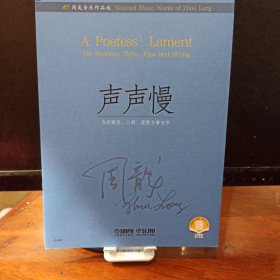 周龙音乐作品选 Selected Music Works of Zhou Long
A Poetess' Lament
For Soprano, Erhu, Pipa and Zheng
声声慢
为女高音、二胡、琵琶与筝而作
周龙
Zhou Long